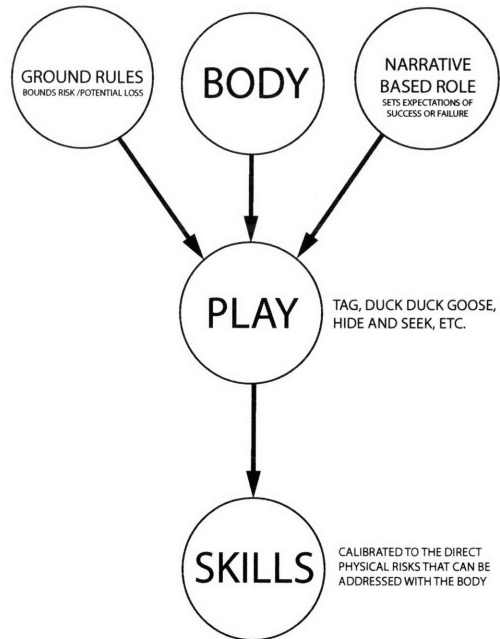 GROUND RULES
BOUNDS RISK /POTENTIAL LOSS
BODY
NARRATIVE
BASED ROLE
SETS EXPECTATIONS OF
SUCCESS OR FAILURE
PLAY
TAG, DUCK DUCK GOOSE,
HIDE AND SEEK, ETC.
SKILLS
CALIBRATED TO THE DIRECT
PHYSICAL RISKS THAT CAN BE
ADDRESSED WITH THE BODY